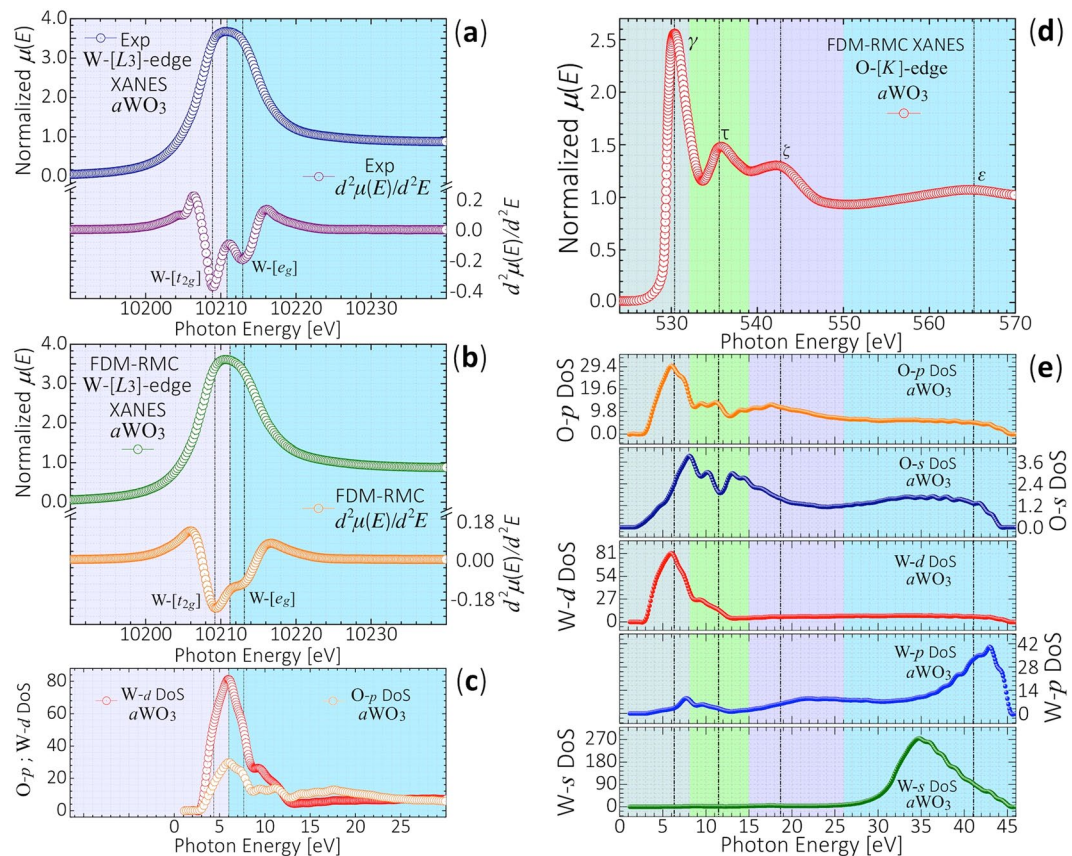 (a)
Exp
W-[L3]-edge
XANES
aWO3
Normalized μ(E)
4.0
3.0
2.0
1.0
0.0
Exp
d²μ(E)/d²E
0.2
0.0
-0.2
-0.4
d²μ(E)/d²E
W-[t2g]
W-[eg]
10200 10210 10220 10230
Photon Energy [eV]
(b)
FDM-RMC
W-[L3]-edge
XANES
aWO3
Normalized μ(E)
4.0
3.0
2.0
1.0
0.0
FDM-RMC
d²μ(E)/d²E
0.18
0.00
-0.18
d²μ(E)/d²E
W-[t2g]
W-[eg]
10200 10210 10220 10230
Photon Energy [eV]
(c)
W-d DoS
aWO3
O-p DoS
aWO3
O-p ; W-d DoS
80
60
40
20
0
0 5 10 15 20 25
Photon Energy [eV]
(d)
FDM-RMC XANES
O-[K]-edge
aWO3
γ
τ
ζ
ε
Normalized μ(E)
2.5
2.0
1.5
1.0
0.5
0.0
530 540 550 560 570
Photon Energy [eV]
(e)
O-p DoS
aWO3
O-p DoS
29.4
19.6
9.8
0.0
O-s DoS
aWO3
O-s DoS
3.6
2.4
1.2
0.0
W-d DoS
aWO3
W-d DoS
81
54
27
0
W-p DoS
aWO3
W-p DoS
42
28
14
0
W-s DoS
aWO3
W-s DoS
270
180
90
0
0 5 10 15 20 25 30 35 40 45
Photon Energy [eV]